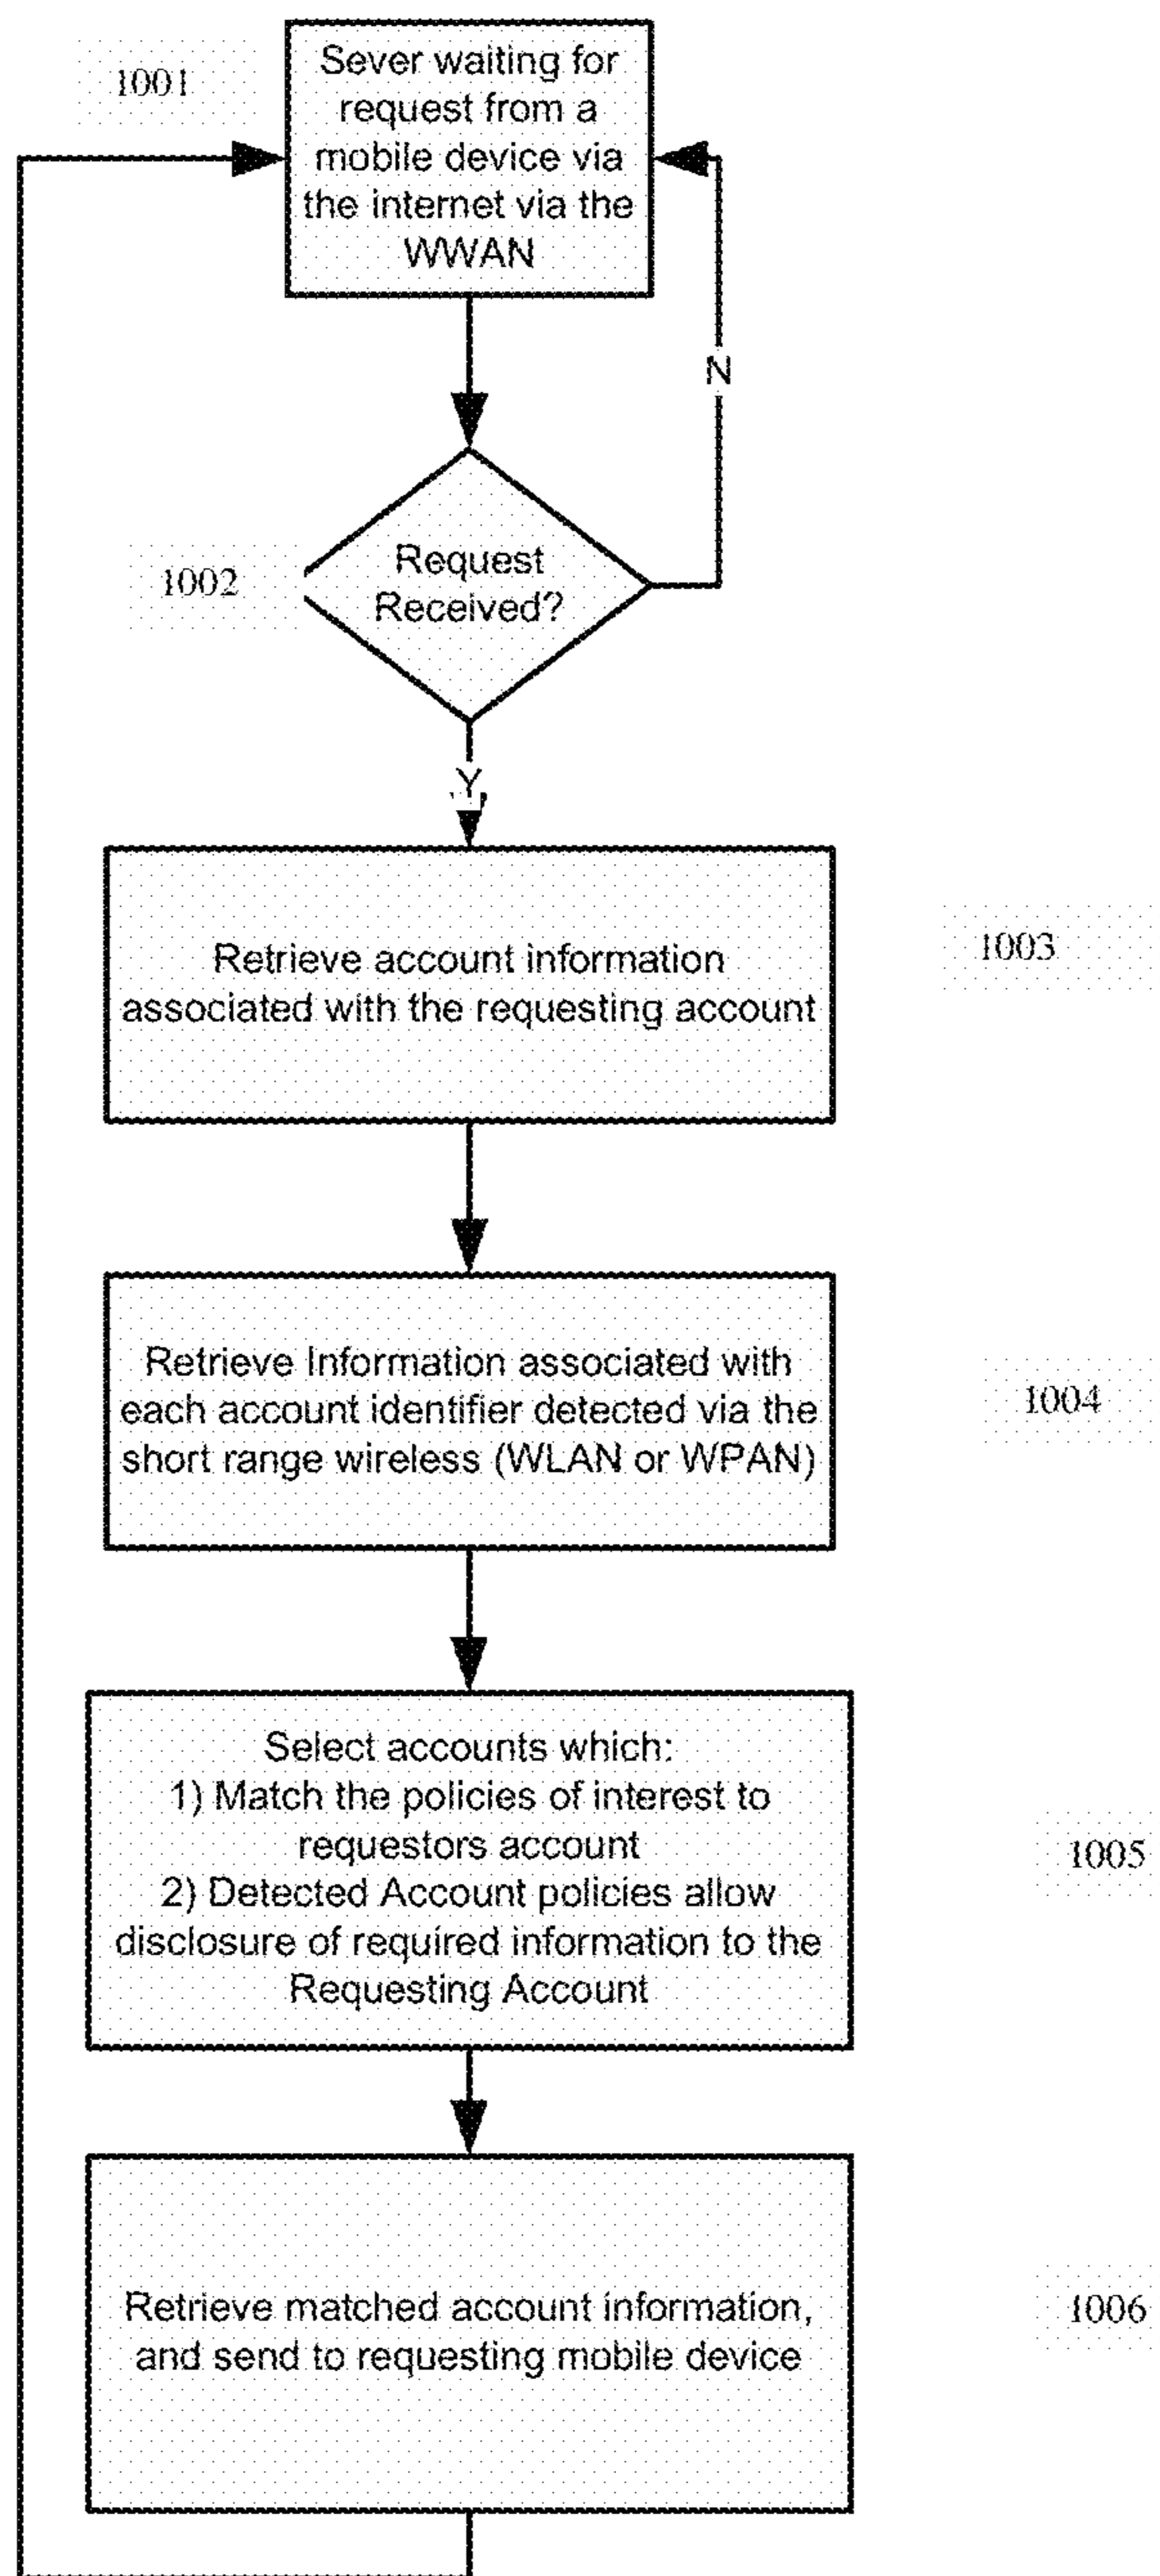 1001
Sever waiting for
request from a
mobile device via
the internet via the
WWAN
N
1002
Request
Received?
Y
Retrieve account information
associated with the requesting account
1003
Retrieve Information associated with
each account identifier detected via the
short range wireless (WLAN or WPAN)
1004
Select accounts which:
1) Match the policies of interest to
requestors account
2) Detected Account policies allow
disclosure of required information to the
Requesting Account
1005
Retrieve matched account information,
and send to requesting mobile device
1006